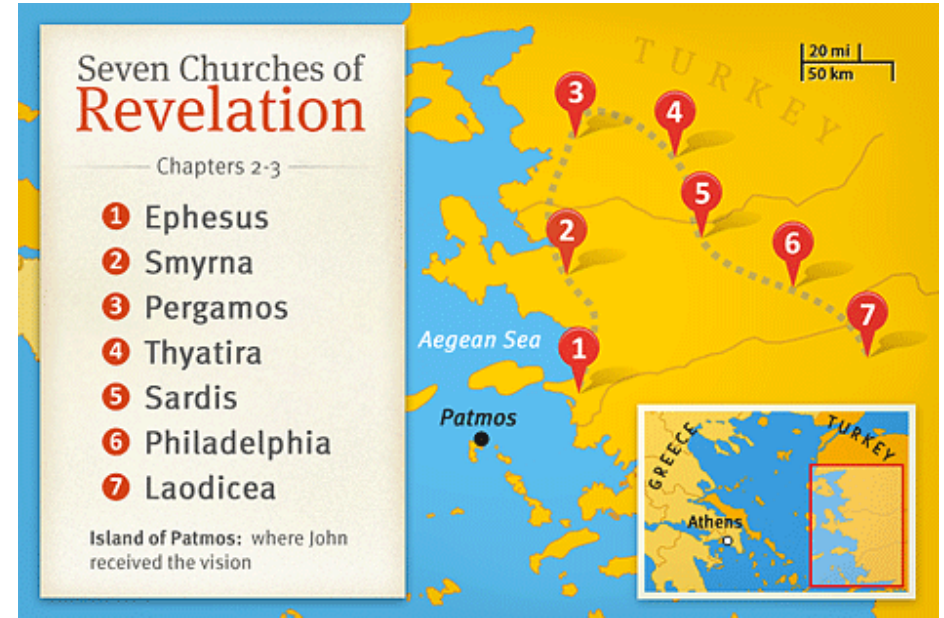 Seven Churches of
Revelation
Chapters 2-3
1 Ephesus
2 Smyrna
3 Pergamos
4 Thyatira
5 Sardis
6 Philadelphia
7 Laodicea
Island of Patmos: where John
received the vision
TURKEY
20 mi
50 km
3
4
5
2
6
7
1
Aegean Sea
Patmos
GREECE
TURKEY
Athens